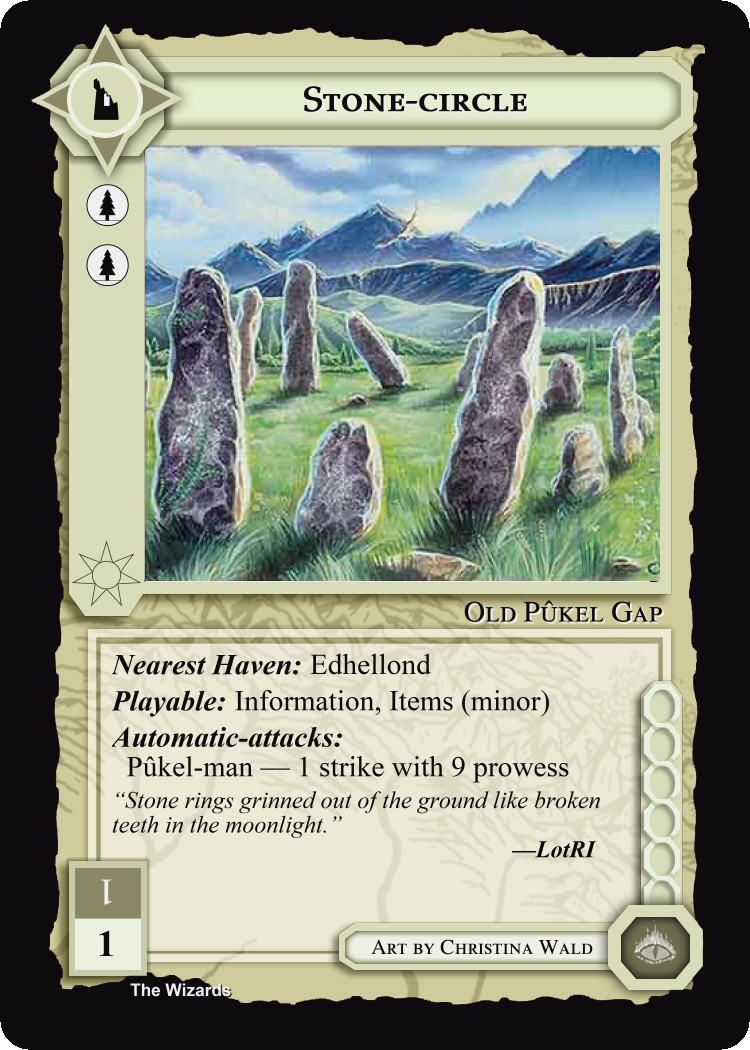 Stone-circle
Old Pûkel Gap
Nearest Haven: Edhellond
Playable: Information, Items (minor)
Automatic-attacks:
Pûkel-man — 1 strike with 9 prowess
“Stone rings grinned out of the ground like broken
teeth in the moonlight.”
—LotRI
1
1
Art by Christina Wald
The Wizards